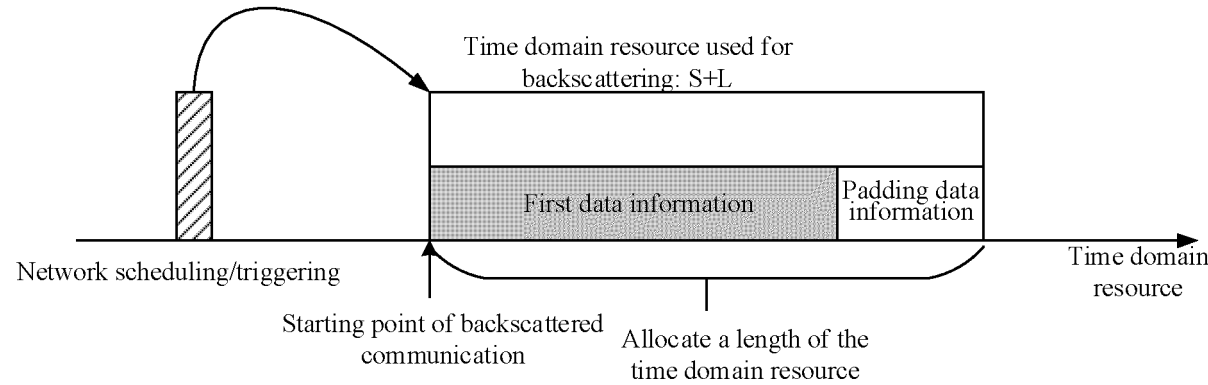 Time domain resource used for
backscattering: S+L
First data information
Padding data
information
Network scheduling/triggering
Time domain
resource
Starting point of backscattered
communication
Allocate a length of the
time domain resource